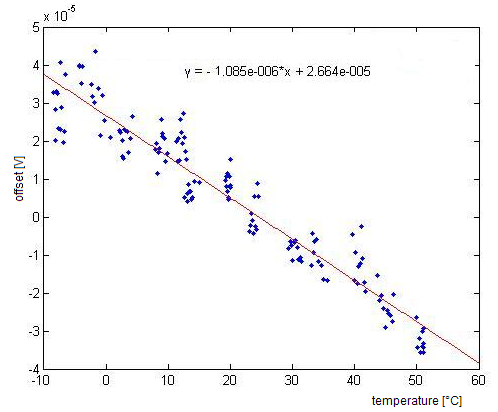 x 10⁻⁵
5
4
3
2
1
0
-1
-2
-3
-4
offset [V]
y = - 1.085e-006*x + 2.664e-005
-10 0 10 20 30 40 50 60
temperature [°C]